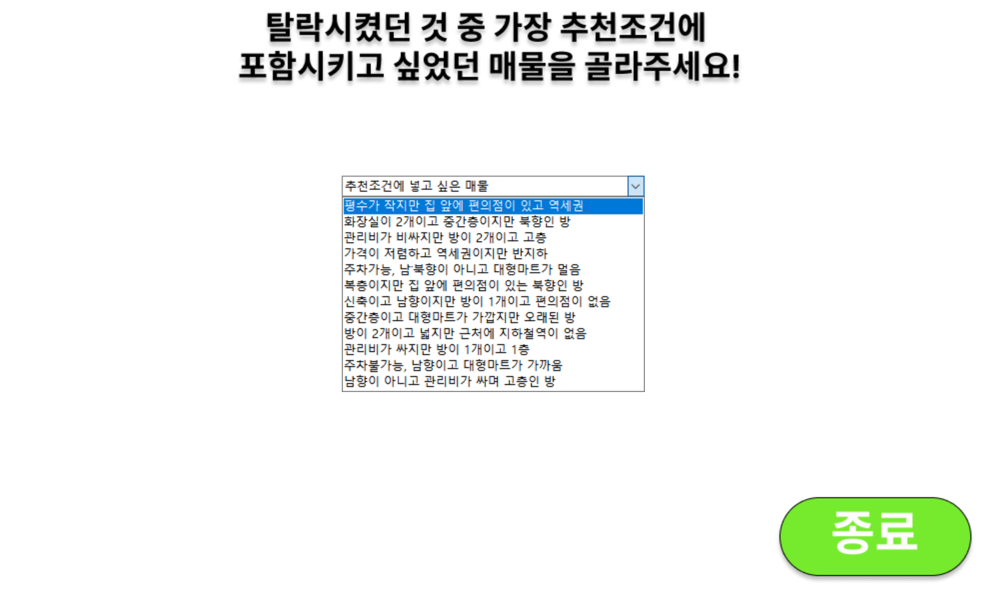 탈락시켰던 것 중 가장 추천조건에
포함시키고 싶었던 매물을 골라주세요!
추천조건에 넣고 싶은 매물
평수가 작지만 집 앞에 편의점이 있고 역세권
화장실이 2개이고 중간층이지만 북향인 방
관리비가 비싸지만 방이 2개이고 고층
가격이 저렴하고 역세권이지만 반지하
주차가능, 남·북향이 아니고 대형마트가 멀음
복층이지만 집 앞에 편의점이 있는 북향인 방
신축이고 남향이지만 방이 1개이고 편의점이 없음
중간층이고 대형마트가 가깝지만 오래된 방
방이 2개이고 넓지만 근처에 지하철역이 없음
관리비가 싸지만 방이 1개이고 1층
주차불가능, 남향이고 대형마트가 가까움
남향이 아니고 관리비가 싸며 고층인 방
종료